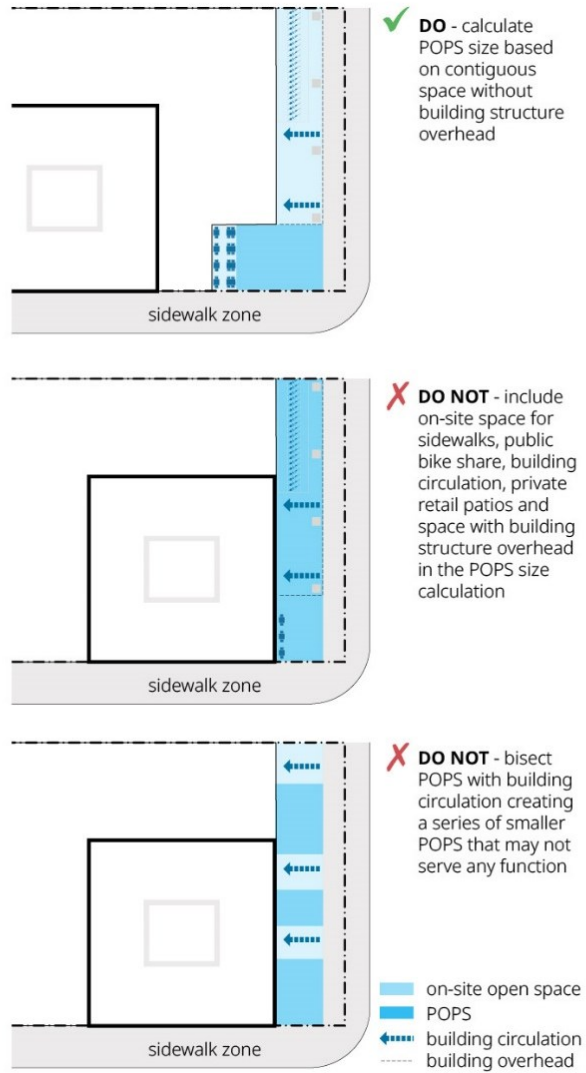 DO - calculate
POPS size based
on contiguous
space without
building structure
overhead
sidewalk zone
DO NOT - include
on-site space for
sidewalks, public
bike share, building
circulation, private
retail patios and
space with building
structure overhead
in the POPS size
calculation
sidewalk zone
DO NOT - bisect
POPS with building
circulation creating
a series of smaller
POPS that may not
serve any function
sidewalk zone
on-site open space
POPS
building circulation
building overhead